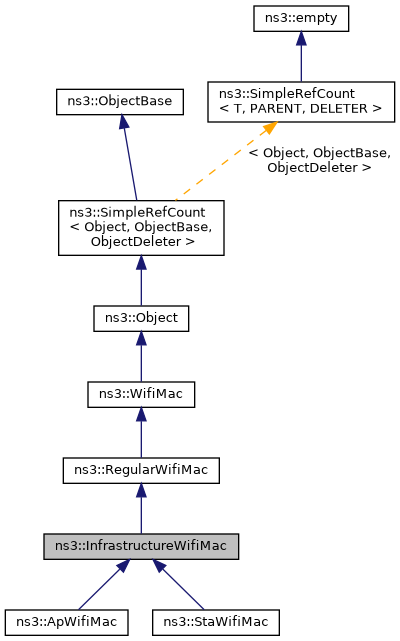 ns3::empty
ns3::SimpleRefCount
< T, PARENT, DELETER >
ns3::ObjectBase
< Object, ObjectBase,
ObjectDeleter >
ns3::SimpleRefCount
< Object, ObjectBase,
ObjectDeleter >
ns3::Object
ns3::WifiMac
ns3::RegularWifiMac
ns3::InfrastructureWifiMac
ns3::ApWifiMac
ns3::StaWifiMac